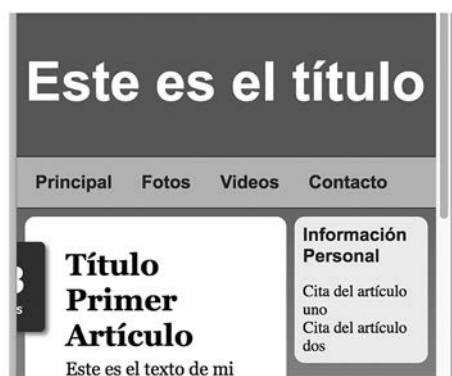 Este es el título
Principal Fotos Videos Contacto
Título
Primer
Artículo
Este es el texto de mi
Información
Personal
Cita del artículo
uno
Cita del artículo
dos